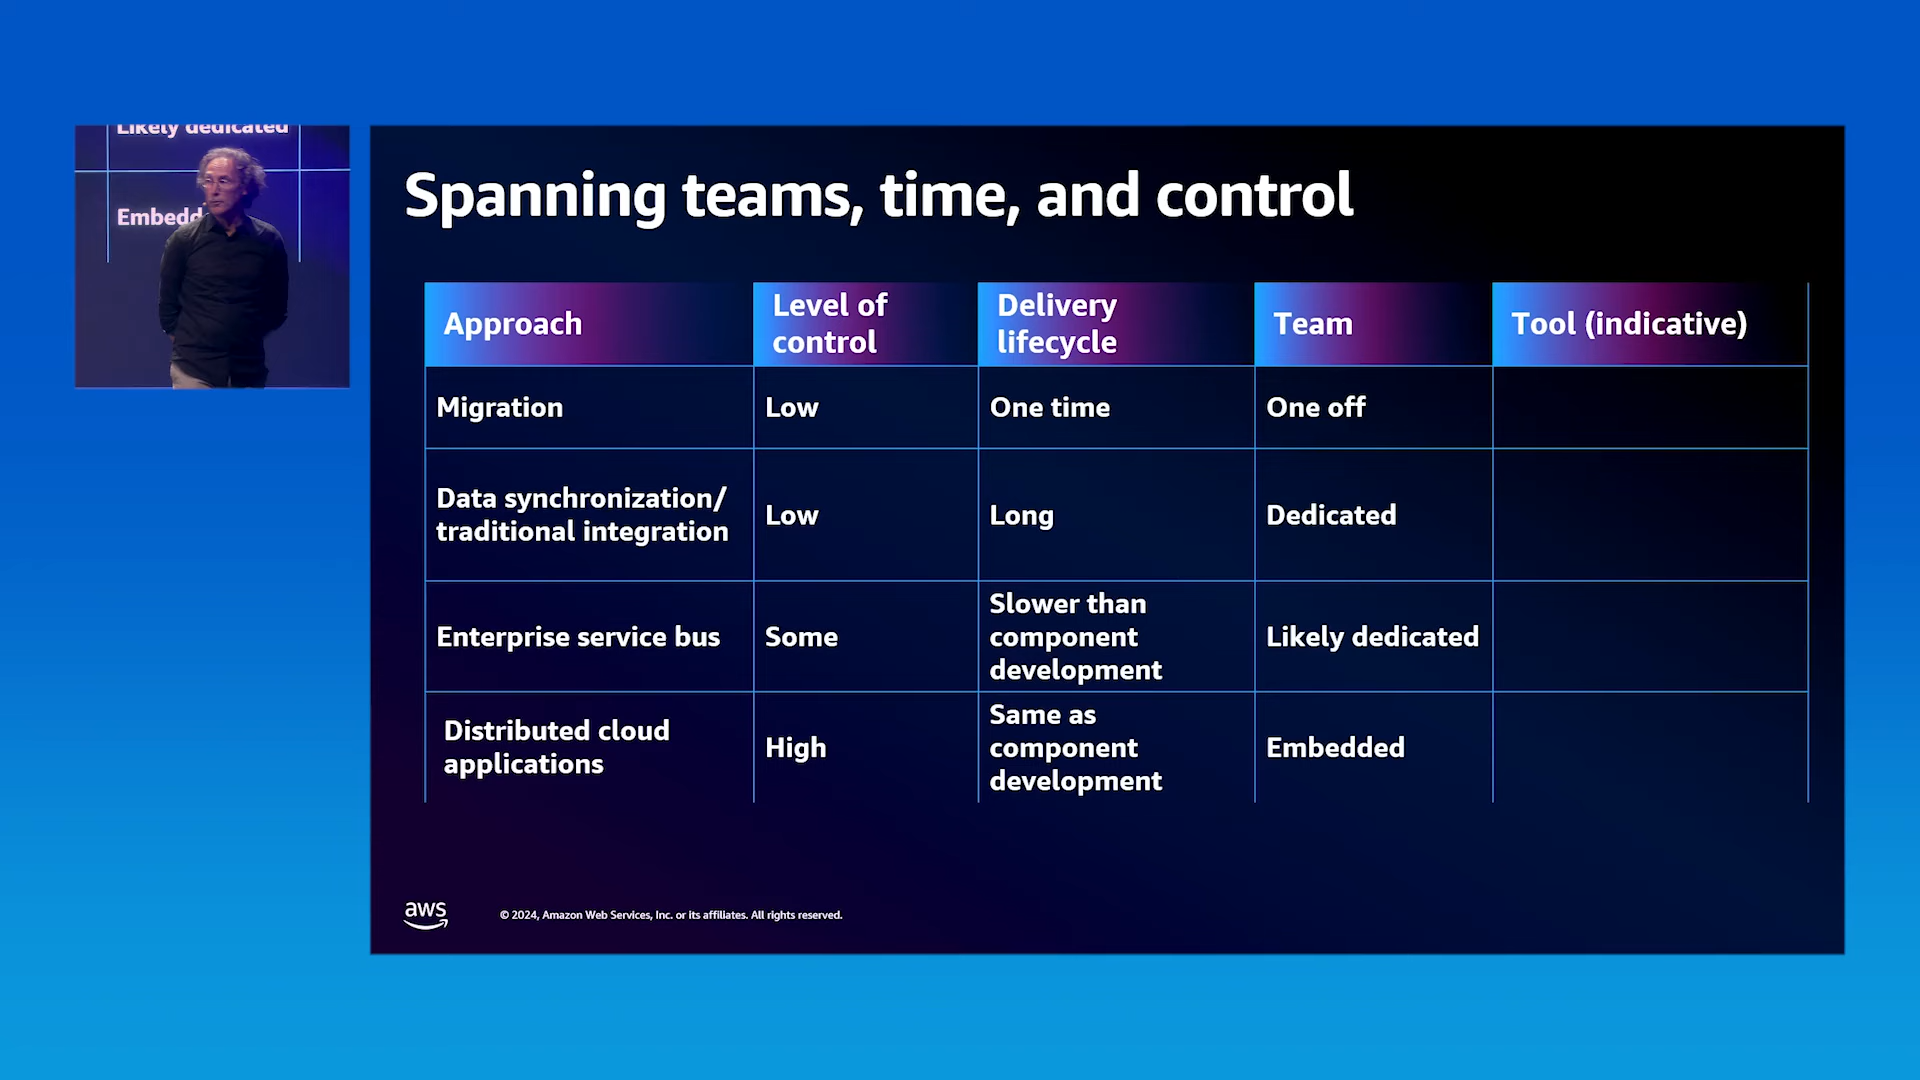 Likely dedicated
Embedd
Spanning teams, time, and control
Approach
Level of
control
Delivery
lifecycle
Team
Tool (indicative)
Migration
Low
One time
One off
Data synchronization/
traditional integration
Low
Long
Dedicated
Enterprise service bus
Some
Slower than
component
development
Likely dedicated
Distributed cloud
applications
High
Same as
component
development
Embedded
aws
© 2024, Amazon Web Services, Inc. or its affiliates. All rights reserved.